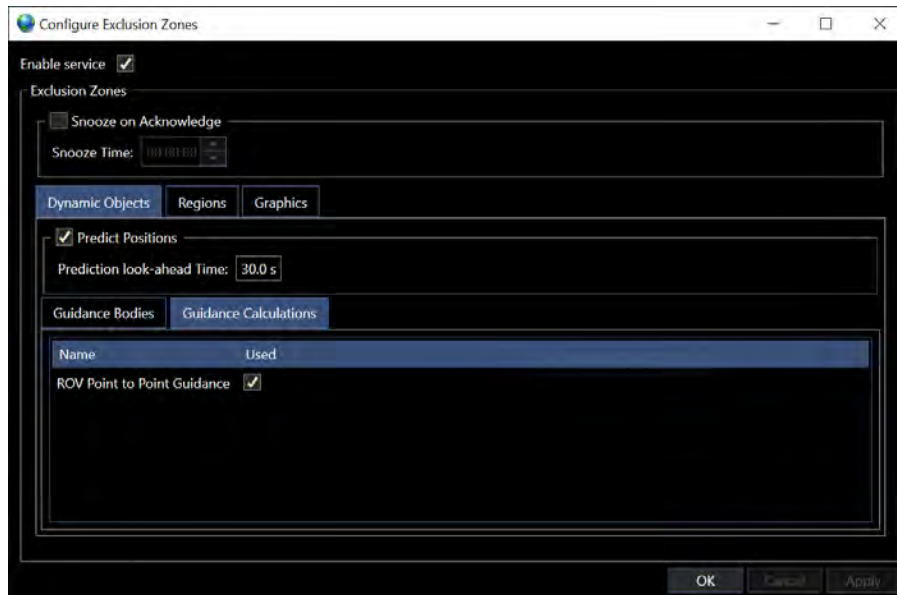 Configure Exclusion Zones
Enable service
Exclusion Zones
Snooze on Acknowledge
Snooze Time:
Dynamic Objects Regions Graphics
Predict Positions
Prediction look-ahead Time: 30.0 s
Guidance Bodies Guidance Calculations
Name Used
ROV Point to Point Guidance
OK Cancel Apply